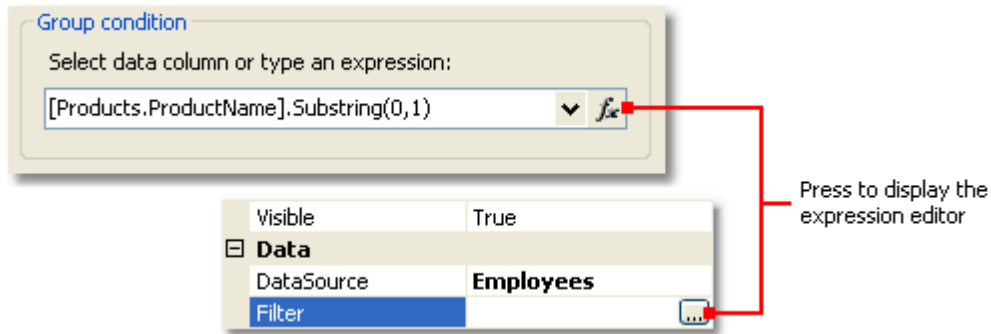 Group condition
Select data column or type an expression:
[Products.ProductName].Substring(0,1)
fx
Press to display the
expression editor
Visible True
Data
DataSource Employees
Filter ...